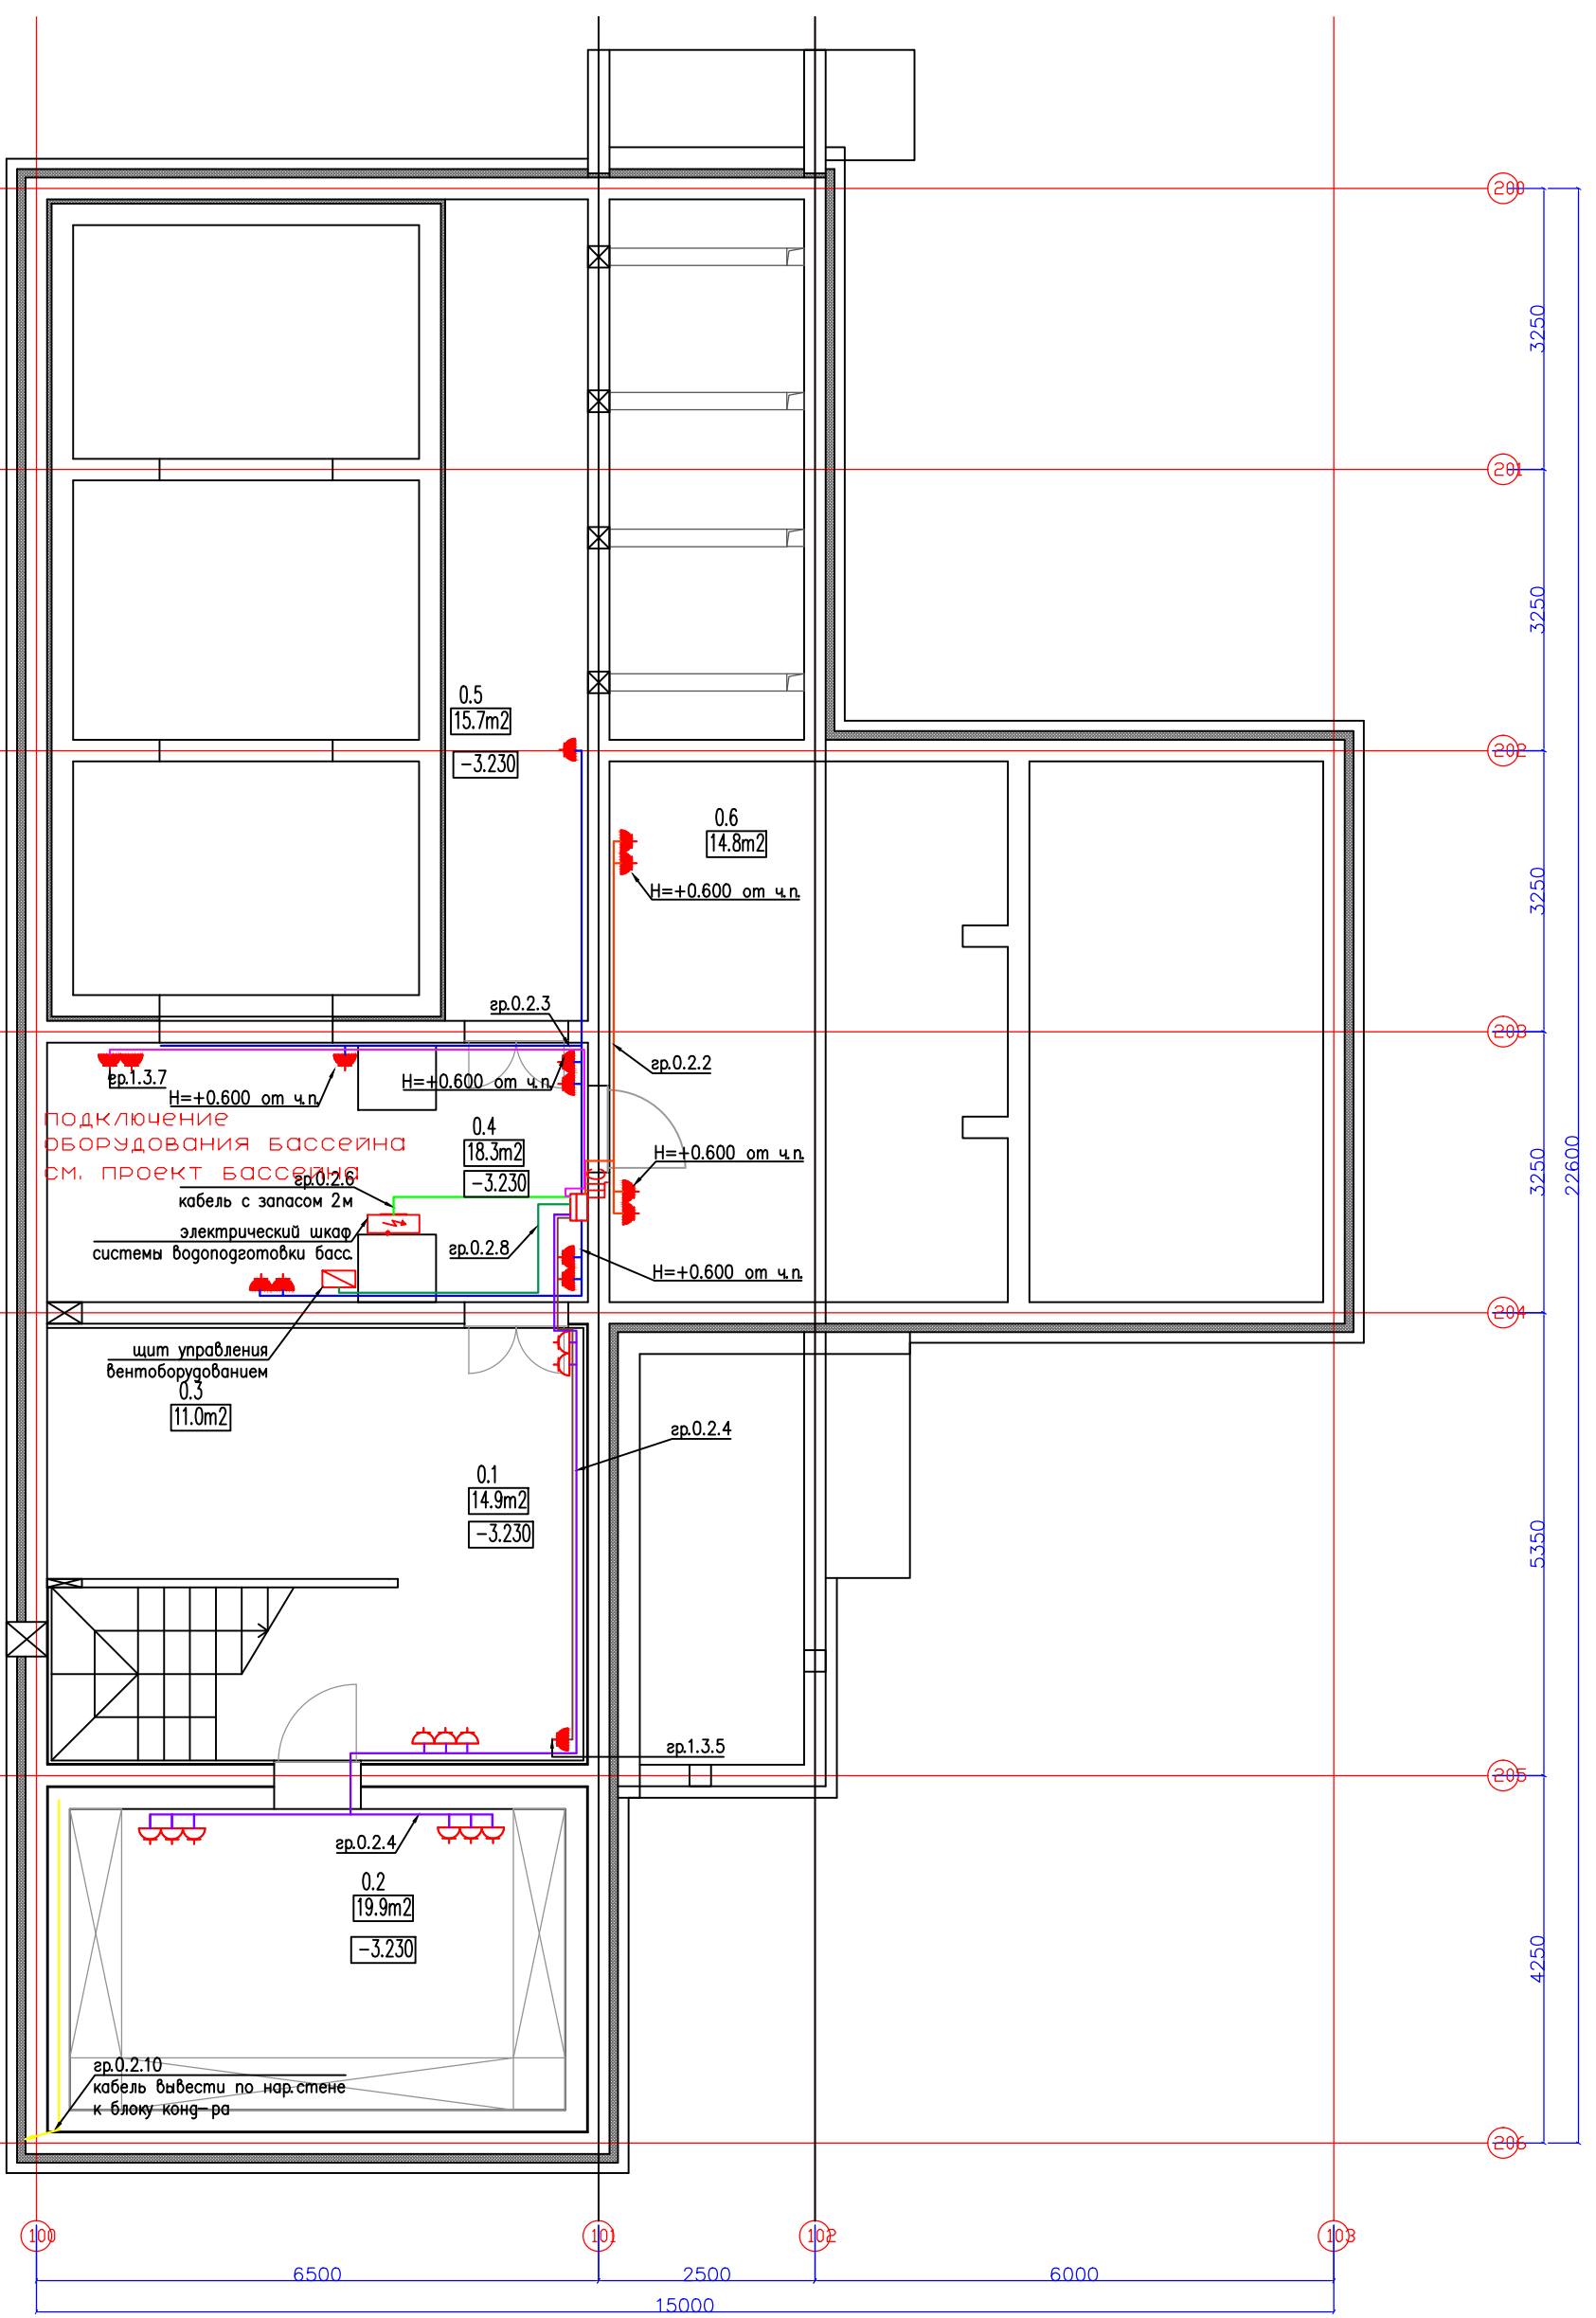 200
3250
201
3250
0.5
15.7m2
-3.230
202
0.6
14.8m2
H=+0.600 от ч.п.
3250
гр.0.2.3
203
гр.0.2.2
гр.1.3.7
H=+0.600 от ч.п.
H=+0.600 от ч.п.
подключение
оборудования бассейна
см. проект бассейна
0.4
18.3m2
-3.230
H=+0.600 от ч.п.
3250
22600
гр.0.2.6
кабель с запасом 2м
электрический шкаф
системы водоподготовки басс.
гр.0.2.8
H=+0.600 от ч.п.
204
щит управления
вентоборудованием
0.3
11.0m2
гр.0.2.4
0.1
14.9m2
-3.230
5350
гр.1.3.5
205
гр.0.2.4
0.2
19.9m2
-3.230
4250
гр.0.2.10
кабель вывести по нар.стене
к блоку конд-ра
206
100
101
102
103
6500
2500
6000
15000